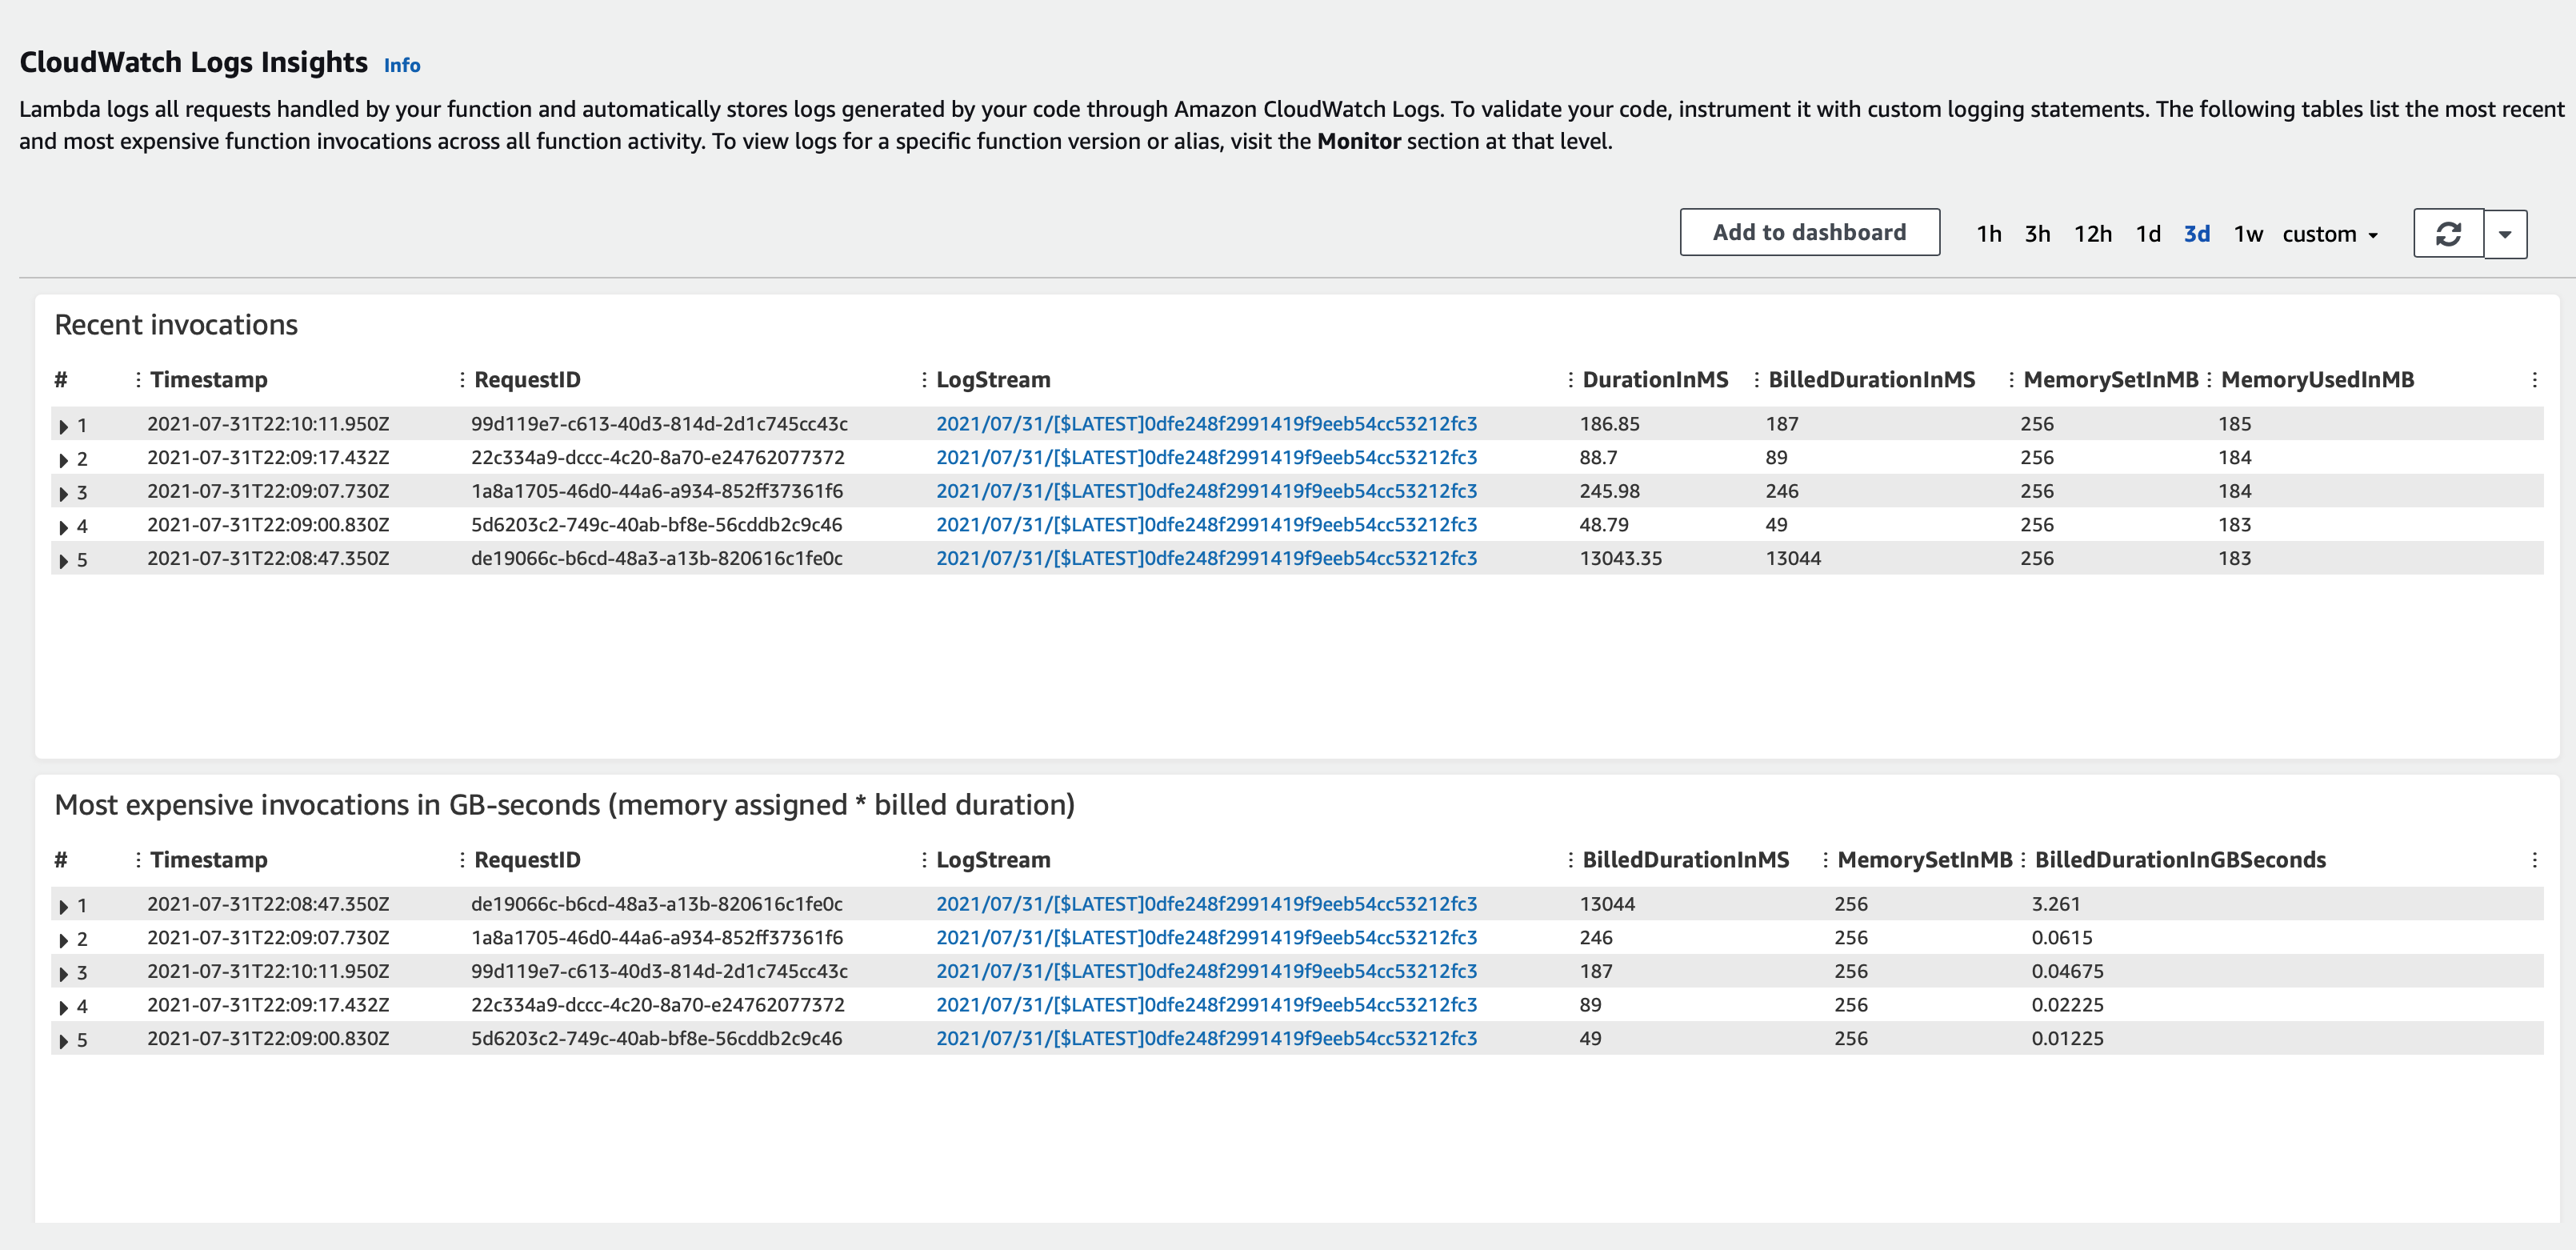 CloudWatch Logs Insights Info
Lambda logs all requests handled by your function and automatically stores logs generated by your code through Amazon CloudWatch Logs. To validate your code, instrument it with custom logging statements. The following tables list the most recent
and most expensive function invocations across all function activity. To view logs for a specific function version or alias, visit the Monitor section at that level.
Add to dashboard 1h 3h 12h 1d 3d 1w custom
Recent invocations
# Timestamp RequestID LogStream DurationInMS BilledDurationInMS MemorySetInMB MemoryUsedInMB
1 2021-07-31T22:10:11.950Z 99d119e7-c613-40d3-814d-2d1c745cc43c 2021/07/31/[$LATEST]0dfe248f2991419f9eeb54cc53212fc3 186.85 187 256 185
2 2021-07-31T22:09:17.432Z 22c334a9-dccc-4c20-8a70-e24762077372 2021/07/31/[$LATEST]0dfe248f2991419f9eeb54cc53212fc3 88.7 89 256 184
3 2021-07-31T22:09:07.730Z 1a8a1705-46d0-44a6-a934-852ff37361f6 2021/07/31/[$LATEST]0dfe248f2991419f9eeb54cc53212fc3 245.98 246 256 184
4 2021-07-31T22:09:00.830Z 5d6203c2-749c-40ab-bf8e-56cddb2c9c46 2021/07/31/[$LATEST]0dfe248f2991419f9eeb54cc53212fc3 48.79 49 256 183
5 2021-07-31T22:08:47.350Z de19066c-b6cd-48a3-a13b-820616c1fe0c 2021/07/31/[$LATEST]0dfe248f2991419f9eeb54cc53212fc3 13043.35 13044 256 183
Most expensive invocations in GB-seconds (memory assigned * billed duration)
# Timestamp RequestID LogStream BilledDurationInMS MemorySetInMB BilledDurationInGBSeconds
1 2021-07-31T22:08:47.350Z de19066c-b6cd-48a3-a13b-820616c1fe0c 2021/07/31/[$LATEST]0dfe248f2991419f9eeb54cc53212fc3 13044 256 3.261
2 2021-07-31T22:09:07.730Z 1a8a1705-46d0-44a6-a934-852ff37361f6 2021/07/31/[$LATEST]0dfe248f2991419f9eeb54cc53212fc3 246 256 0.0615
3 2021-07-31T22:10:11.950Z 99d119e7-c613-40d3-814d-2d1c745cc43c 2021/07/31/[$LATEST]0dfe248f2991419f9eeb54cc53212fc3 187 256 0.04675
4 2021-07-31T22:09:17.432Z 22c334a9-dccc-4c20-8a70-e24762077372 2021/07/31/[$LATEST]0dfe248f2991419f9eeb54cc53212fc3 89 256 0.02225
5 2021-07-31T22:09:00.830Z 5d6203c2-749c-40ab-bf8e-56cddb2c9c46 2021/07/31/[$LATEST]0dfe248f2991419f9eeb54cc53212fc3 49 256 0.01225